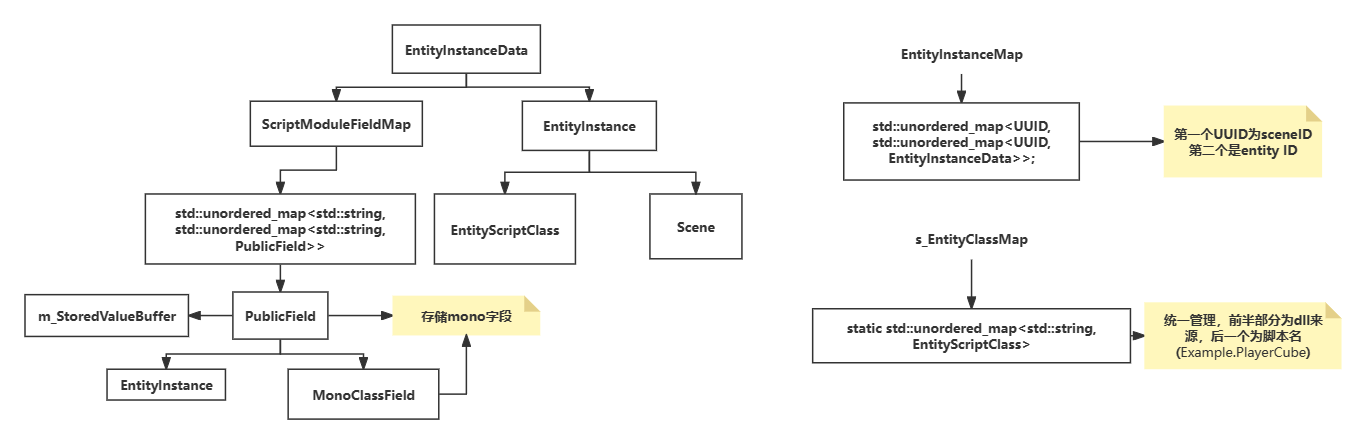 EntityInstanceData
ScriptModuleFieldMap
EntityInstance
std::unordered_map<std::string,
std::unordered_map<std::string,
PublicField>>
EntityScriptClass
Scene
m_StoredValueBuffer
PublicField
存储mono字段
EntityInstance
MonoClassField
EntityInstanceMap
std::unordered_map<UUID,
std::unordered_map<UUID,
EntityInstanceData>>;
第一个UUID为sceneID
第二个是entity ID
s_EntityClassMap
static std::unordered_map<std::string,
EntityScriptClass>
统一管理，前半部分为dll来
源，后一个为脚本名
(Example.PlayerCube)